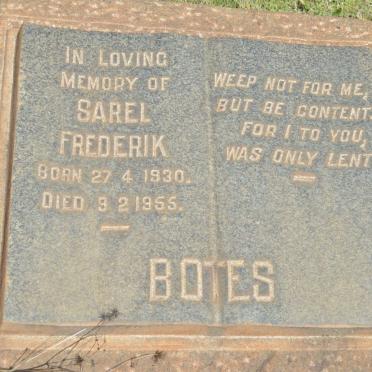 IN LOVING
MEMORY OF
SAREL
FREDERIK
BORN 27 4 1930.
DIED 9 2 1955.
WEEP NOT FOR ME,
BUT BE CONTENT.
FOR I TO YOU,
WAS ONLY LENT
BOTES